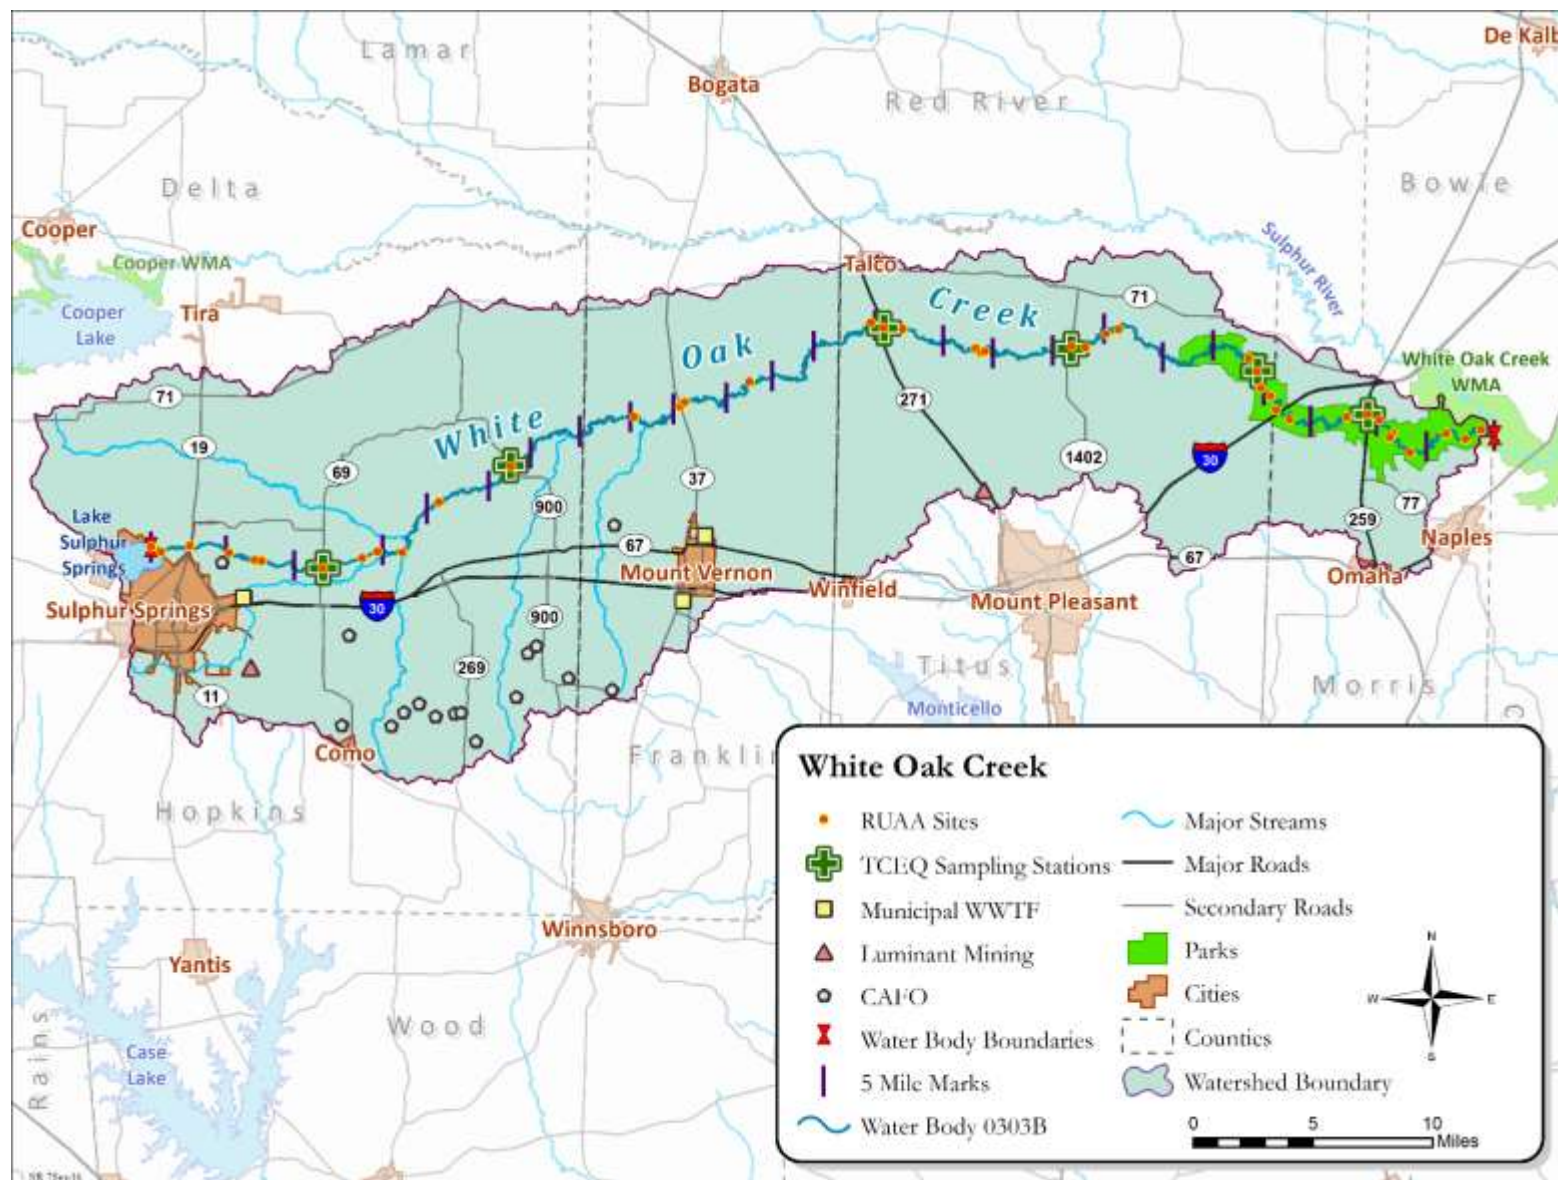 Lamar
De Kalb
Bogata
Red River
Bowie
Delta
Cooper
Cooper WMA
Sulphur River
Talco
Tira
Cooper
Lake
Creek
71
Oak
White Oak Creek
WMA
71
271
White
19
69
1402
30
37
77
Lake
Sulphur
Springs
900
259
67
Naples
Mount Vernon
67
Omaha
Winfield
Sulphur Springs
30
Mount Pleasant
900
269
Titus
11
Morris
Monticello
C
Como
Franklin
Hopkins
Winnsboro
Yantis
Wood
Rains
Case
Lake
White Oak Creek
RUAA Sites
Major Streams
TCEQ Sampling Stations
Major Roads
Municipal WWTF
Secondary Roads
Luminant Mining
Parks
CAFO
Cities
Water Body Boundaries
Counties
5 Mile Marks
Watershed Boundary
Water Body 0303B
N
W
E
S
0 5 10
Miles